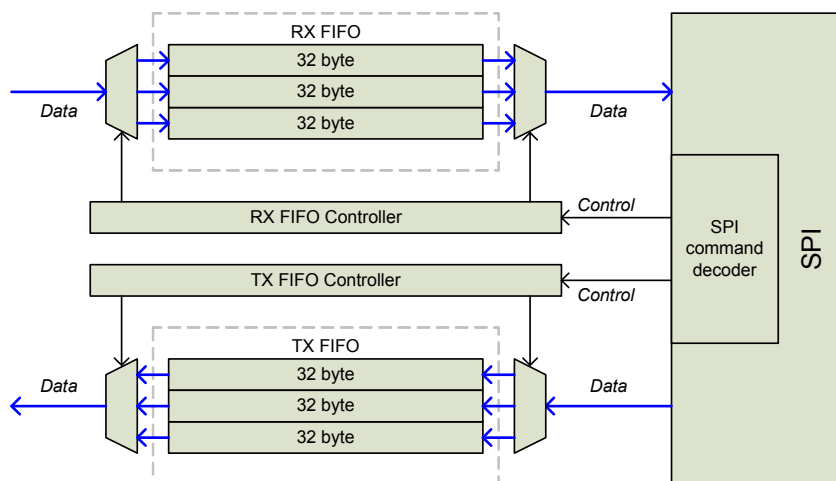 RX FIFO
32 byte
32 byte
32 byte
Data
Data
RX FIFO Controller
Control
SPI
command
decoder
SPI
TX FIFO Controller
Control
TX FIFO
32 byte
32 byte
32 byte
Data
Data